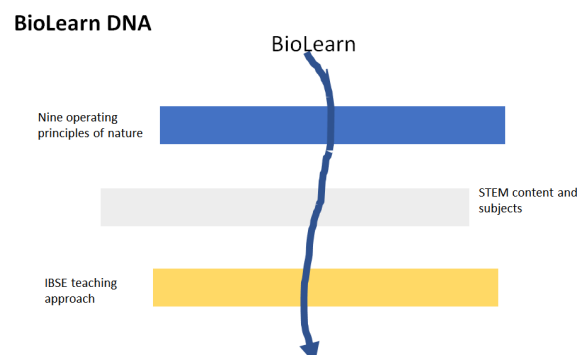 BioLearn DNA
BioLearn
Nine operating
principles of nature
STEM content and
subjects
IBSE teaching
approach